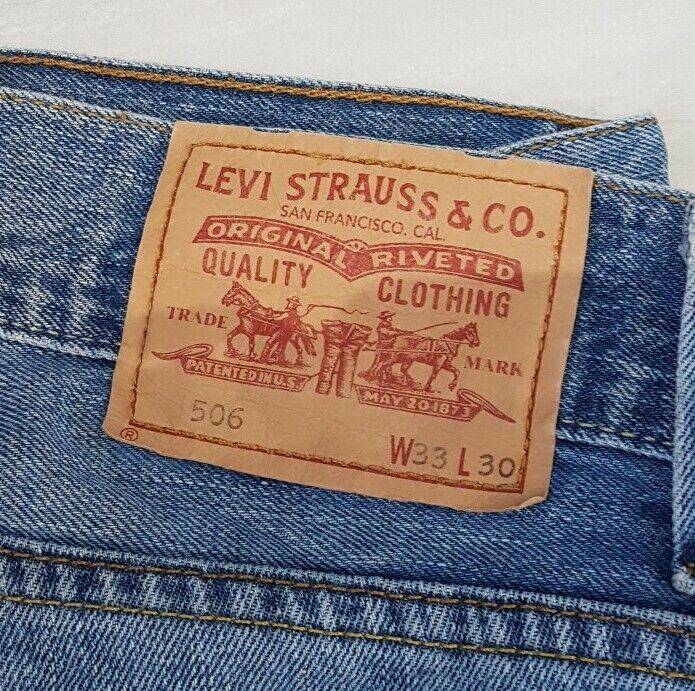 LEVI STRAUSS & CO.
SAN FRANCISCO, CAL.
ORIGINAL RIVETED
QUALITY CLOTHING
TRADE MARK
PATENTED IN U.S.
MAY 20 1873
506
W33 L30
®